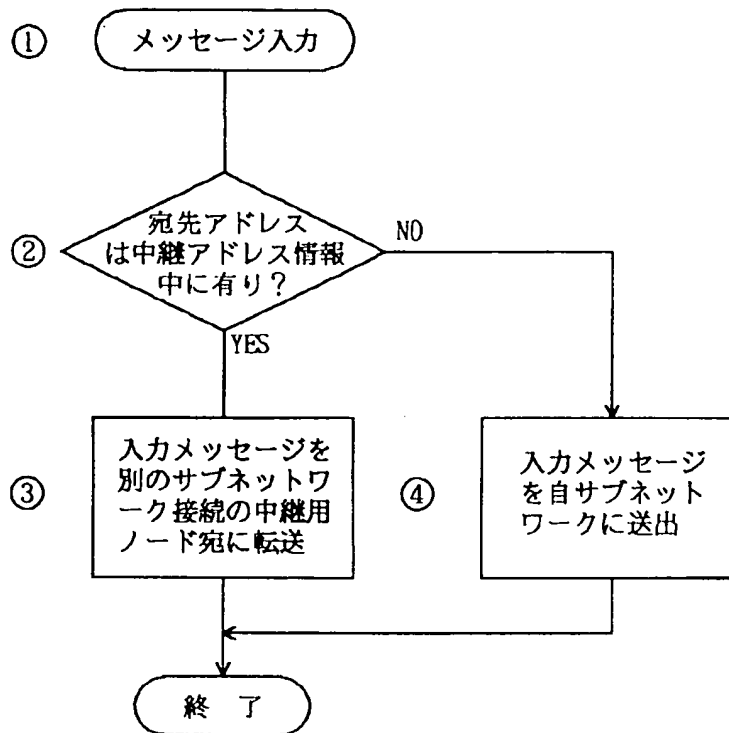 ① メッセージ入力
宛先アドレス
② は中継アドレス情報
中に有り？
NO
YES
入力メッセージを
③ 別のサブネットワ
ーク接続の中継用
ノード宛に転送
入力メッセージ
④ を自サブネット
ワークに送出
終 了